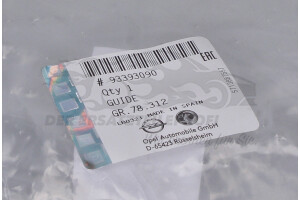 # 93393090
Qty 1
GUIDE
GR.78.312
MADE IN SPAIN
EAC
Opel Automobile GmbH
D-65423 Rüsselsheim